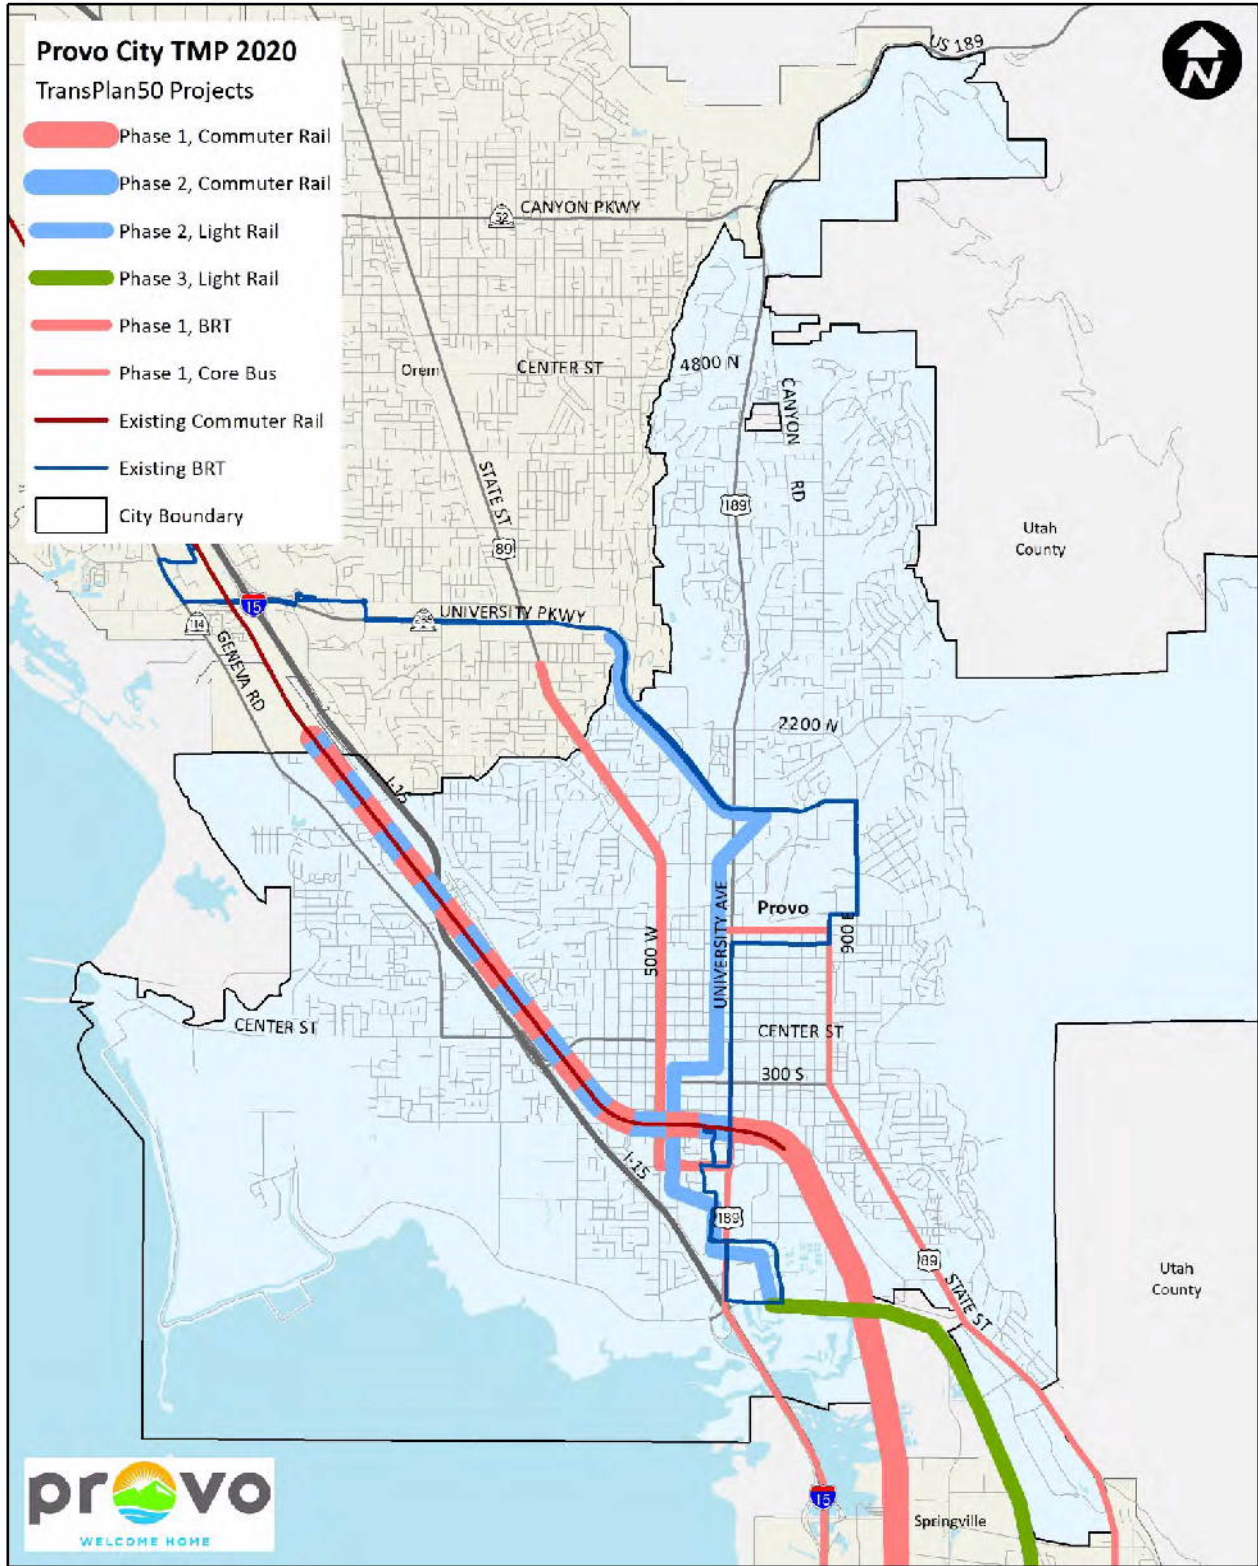 Provo City TMP 2020
TransPlan50 Projects
Phase 1, Commuter Rail
Phase 2, Commuter Rail
Phase 2, Light Rail
Phase 3, Light Rail
Phase 1, BRT
Phase 1, Core Bus
Existing Commuter Rail
Existing BRT
City Boundary
US 189
N
52
CANYON PKWY
Orem
CENTER ST
4800 N
CANYON RD
STATE ST
189
89
Utah
County
15
UNIVERSITY PKWY
114
GENEVA RD
2200 N
I-15
UNIVERSITY AVE
Provo
500 W
900 E
CENTER ST
CENTER ST
300 S
I-15
189
89
STATE ST
Utah
County
15
Springville
provo
WELCOME HOME